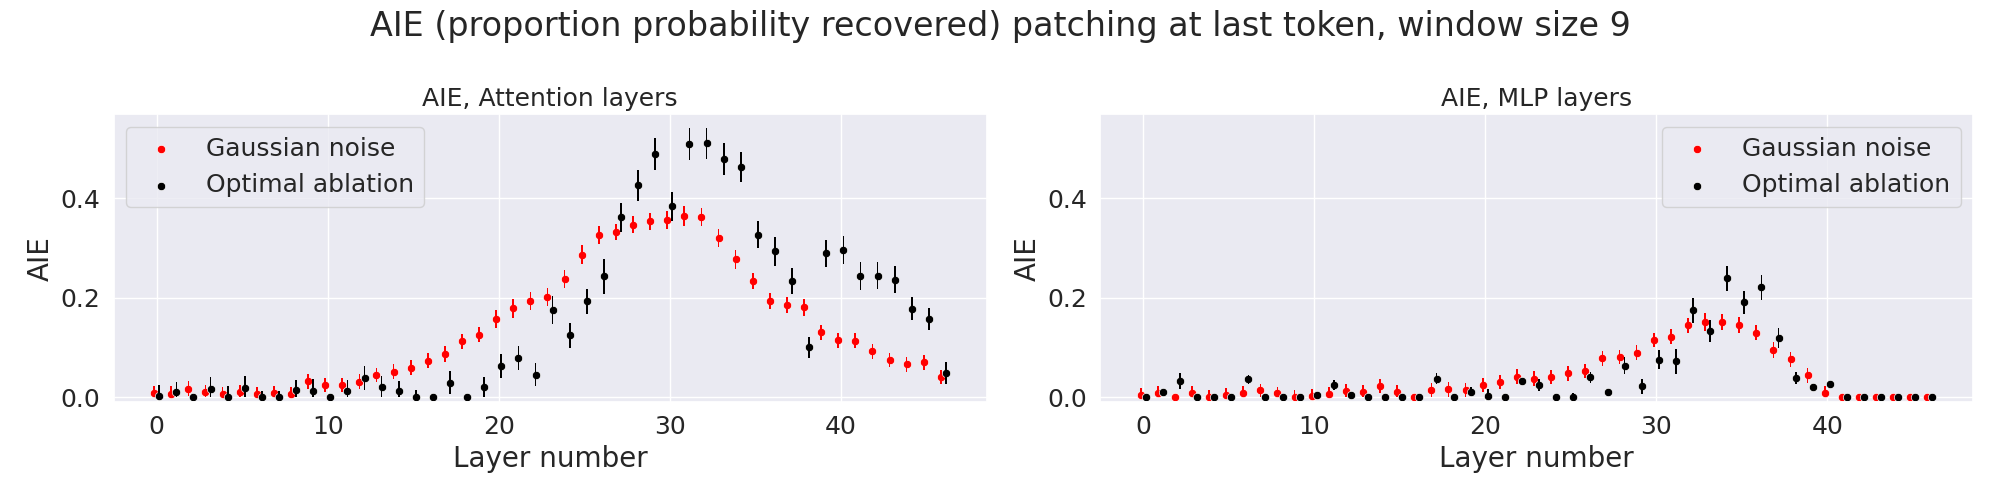 AIE (proportion probability recovered) patching at last token, window size 9
AIE, Attention layers
Gaussian noise
Optimal ablation
AIE
0.4
0.2
0.0
0
10
20
30
40
Layer number
AIE, MLP layers
Gaussian noise
Optimal ablation
AIE
0.4
0.2
0.0
0
10
20
30
40
Layer number